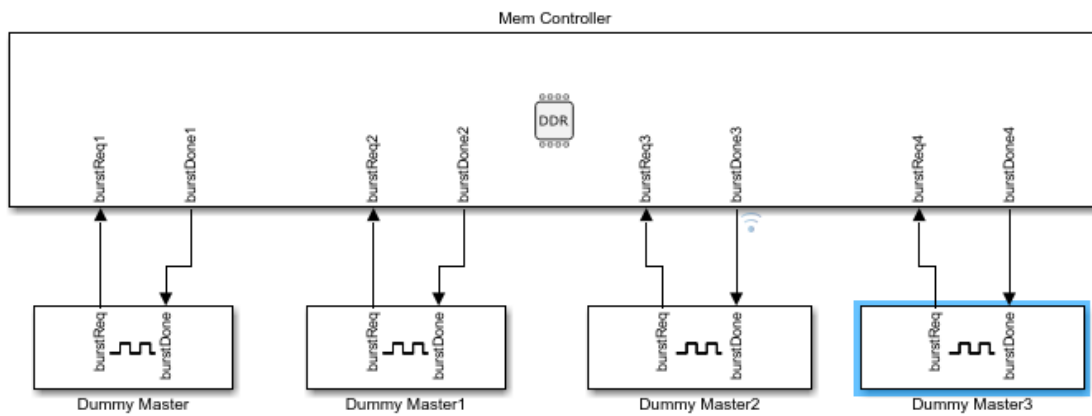 Mem Controller
DDR
burstReq1
burstDone1
burstReq2
burstDone2
burstReq3
burstDone3
burstReq4
burstDone4
burstReq
burstDone
burstReq
burstDone
burstReq
burstDone
burstReq
burstDone
Dummy Master
Dummy Master1
Dummy Master2
Dummy Master3